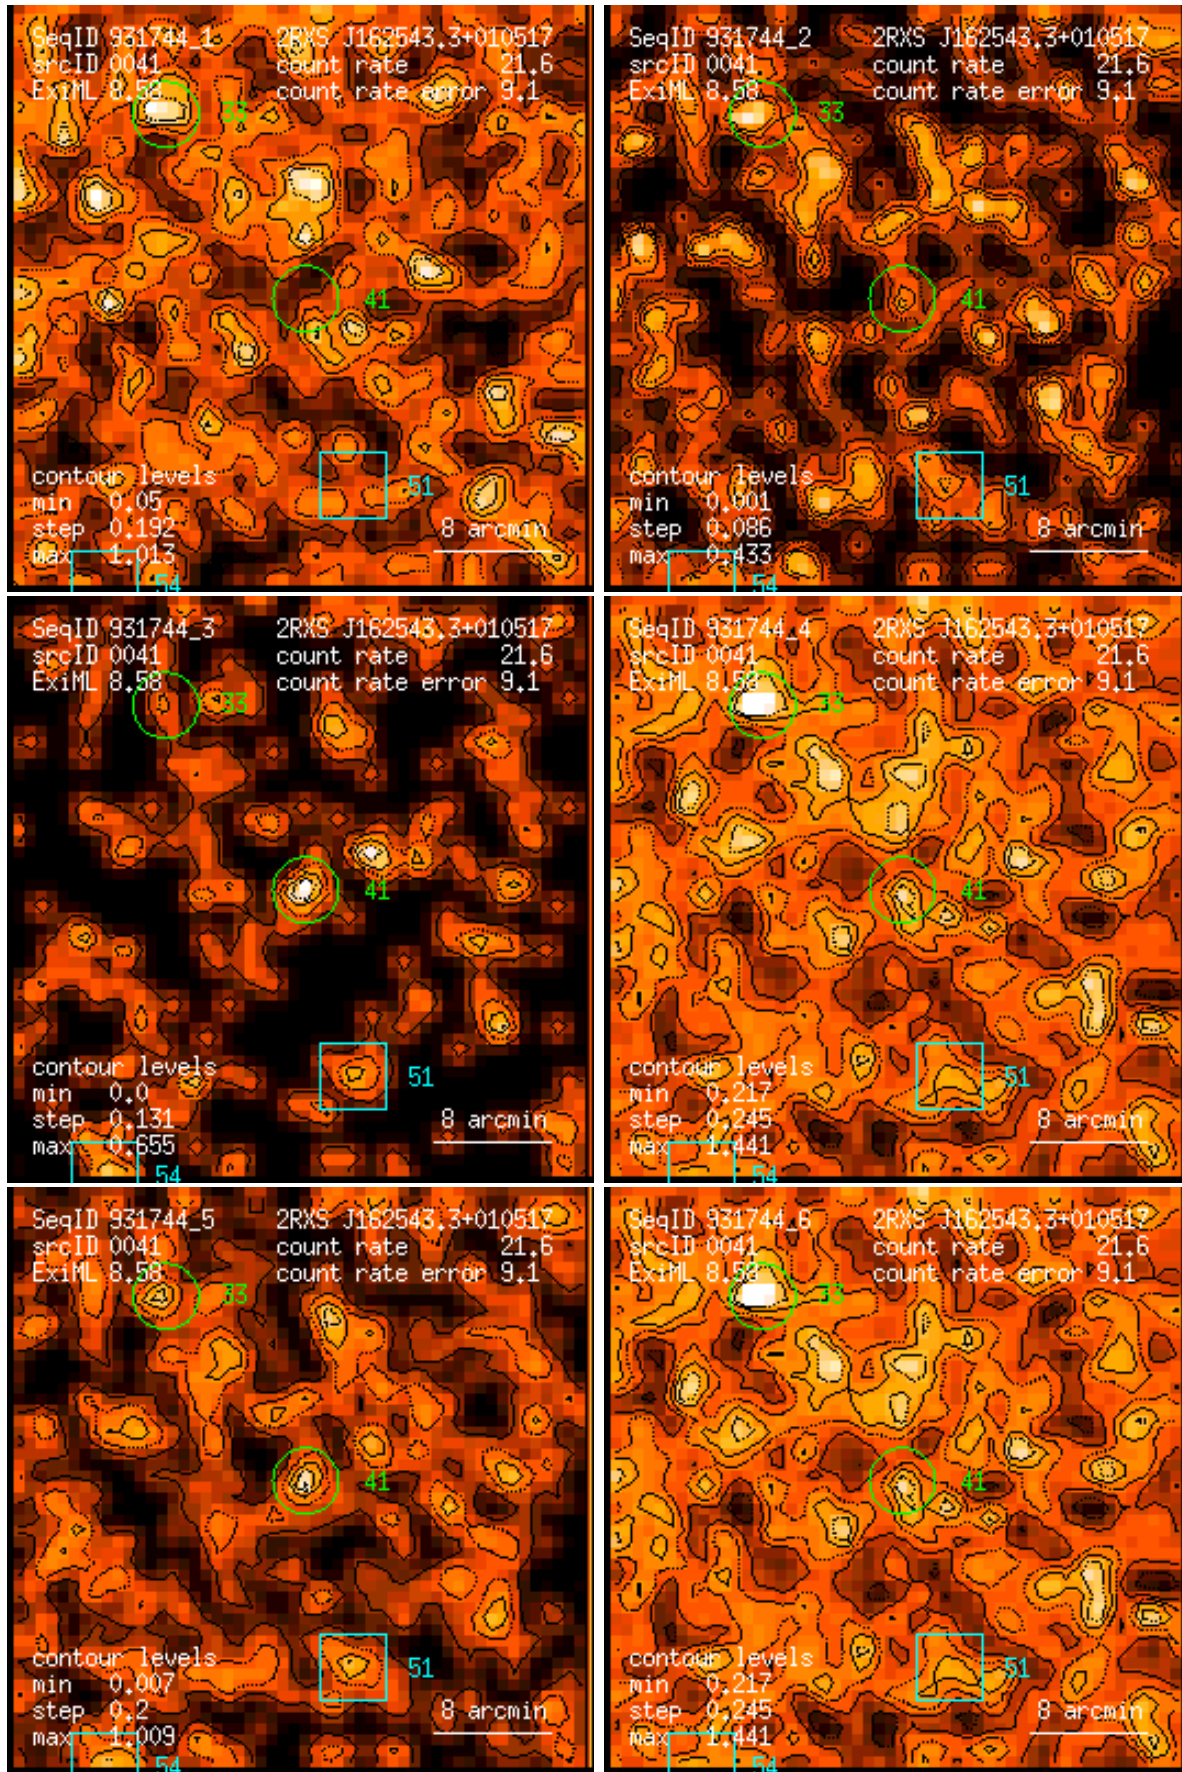 SeqID 931744_1 2RXS J162543.3+010517
srcID 0041 count rate 21.6
ExiML 8.58 count rate error 9.1
33
41
contour levels
min 0.05
51
step 0.192 8 arcmin
max 1.013
54
SeqID 931744_2 2RXS J162543.3+010517
srcID 0041 count rate 21.6
ExiML 8.58 count rate error 9.1
33
41
contour levels
min 0.001
51
step 0.086 8 arcmin
max 0.433
54
SeqID 931744_3 2RXS J162543.3+010517
srcID 0041 count rate 21.6
ExiML 8.58 count rate error 9.1
33
41
contour levels
51
min 0.0
step 0.131 8 arcmin
max 0.655
54
SeqID 931744_4 2RXS J162543.3+010517
srcID 0041 count rate 21.6
ExiML 8.58 count rate error 9.1
33
41
contour levels
51
min 0.217
step 0.245 8 arcmin
max 1.441
54
SeqID 931744_5 2RXS J162543.3+010517
srcID 0041 count rate 21.6
ExiML 8.58 count rate error 9.1
33
41
contour levels
51
min 0.007
step 0.2 8 arcmin
max 1.009
54
SeqID 931744_6 2RXS J162543.3+010517
srcID 0041 count rate 21.6
ExiML 8.58 count rate error 9.1
33
41
contour levels
51
min 0.217
step 0.245 8 arcmin
max 1.441
54